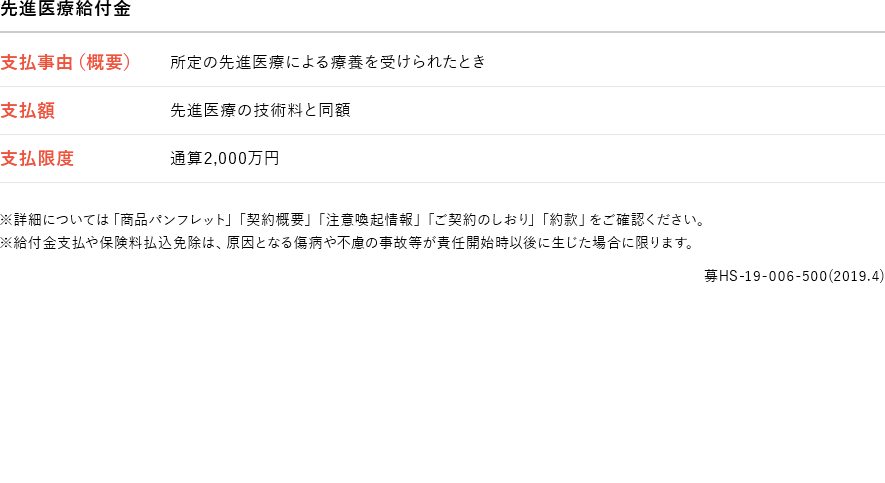 先進医療給付金
支払事由（概要） 所定の先進医療による療養を受けられたとき
支払額 先進医療の技術料と同額
支払限度 通算2,000万円
※詳細については「商品パンフレット」「契約概要」「注意喚起情報」「ご契約のしおり」「約款」をご確認ください。
※給付金支払や保険料払込免除は、原因となる傷病や不慮の事故等が責任開始時以後に生じた場合に限ります。
募HS-19-006-500(2019.4)